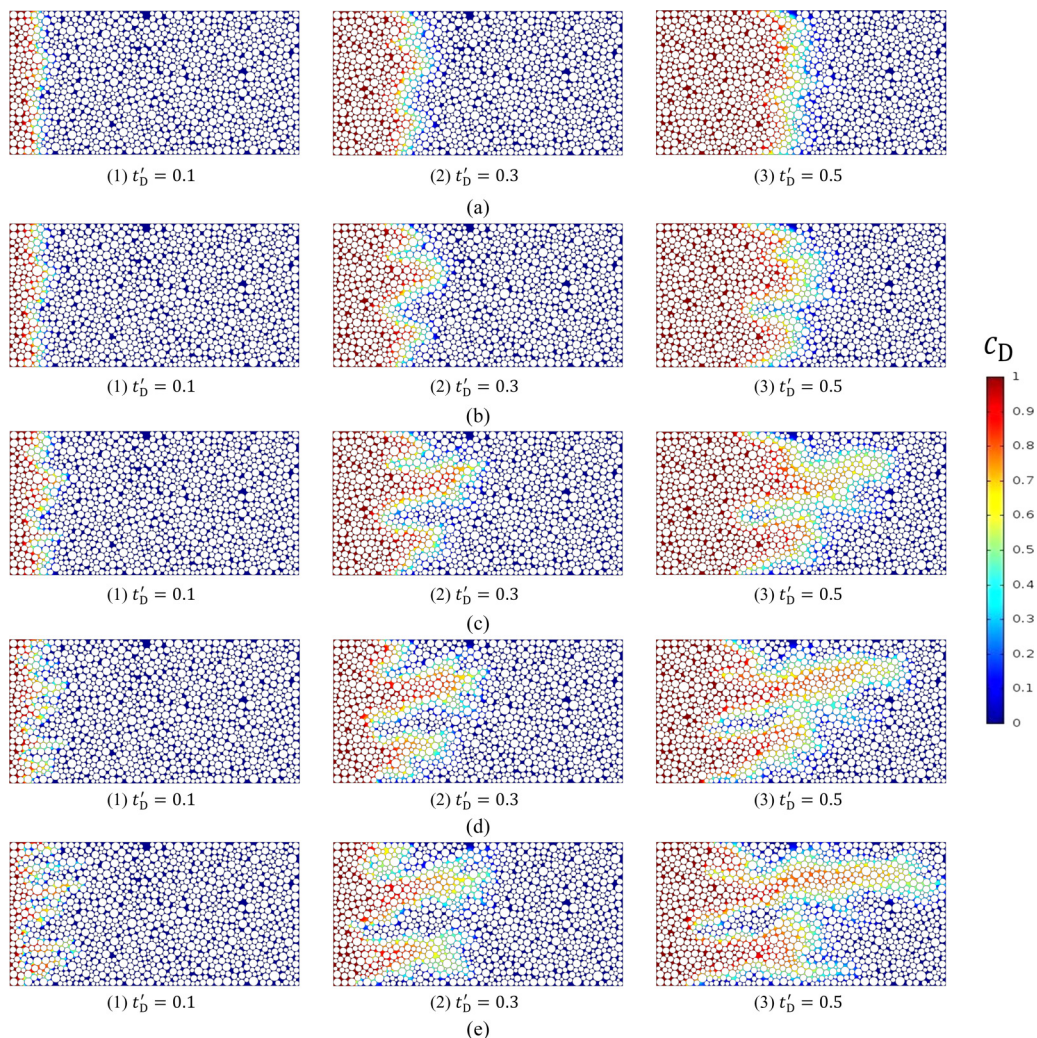 (1) t′D = 0.1 (2) t′D = 0.3 (3) t′D = 0.5
(a)
(1) t′D = 0.1 (2) t′D = 0.3 (3) t′D = 0.5
(b)
cD
1
0.9
0.8
0.7
0.6
0.5
0.4
0.3
0.2
0.1
0
(1) t′D = 0.1 (2) t′D = 0.3 (3) t′D = 0.5
(c)
(1) t′D = 0.1 (2) t′D = 0.3 (3) t′D = 0.5
(d)
(1) t′D = 0.1 (2) t′D = 0.3 (3) t′D = 0.5
(e)